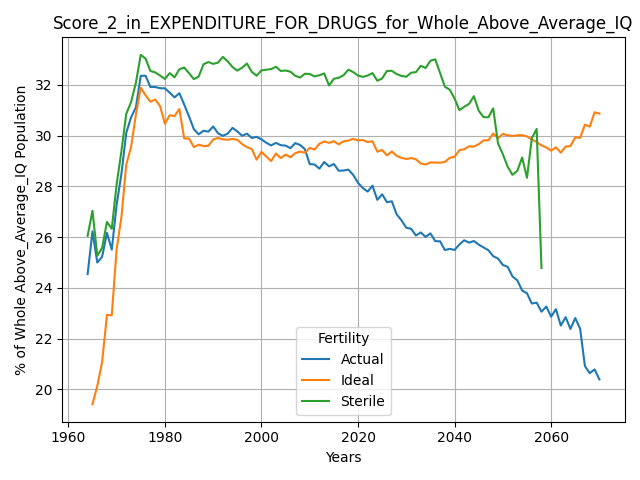 Score_2_in_EXPENDITURE_FOR_DRUGS_for_Whole_Above_Average_IQ
% of Whole Above_Average_IQ Population
32
30
28
26
24
22
20
Fertility
Actual
Ideal
Sterile
1960 1980 2000 2020 2040 2060
Years